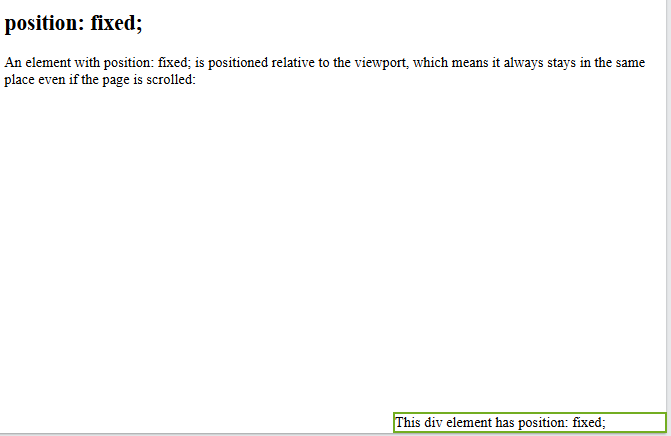 position: fixed;
An element with position: fixed; is positioned relative to the viewport, which means it always stays in the same
place even if the page is scrolled:
This div element has position: fixed;